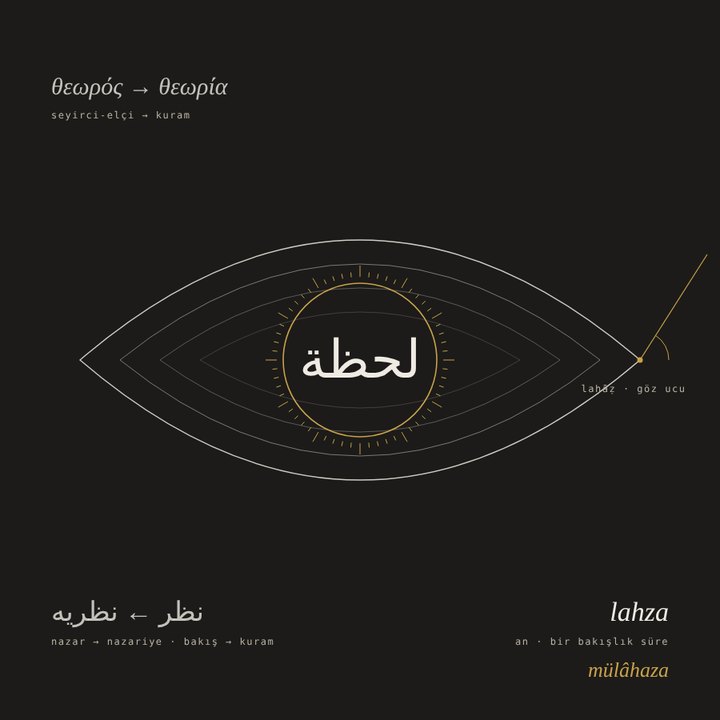 θεωρός → θεωρία
seyirci-elçi → kuram
لحظة
lahâẓ · göz ucu
نظر ← نظريه
nazar → nazariye · bakış → kuram
lahza
an · bir bakışlık süre
mülâhaza